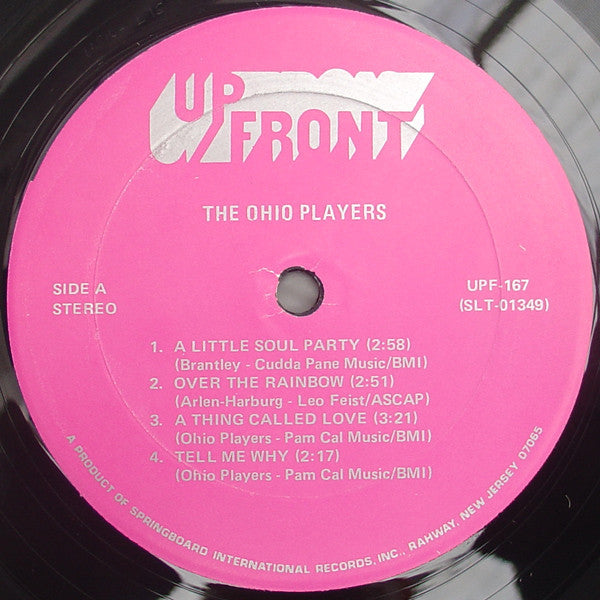 UP
FRONT
THE OHIO PLAYERS
SIDE A
STEREO
UPF-167
(SLT-01349)
1. A LITTLE SOUL PARTY (2:58)
(Brantley - Cudda Pane Music/BMI)
2. OVER THE RAINBOW (2:51)
(Arlen-Harburg - Leo Feist/ASCAP)
3. A THING CALLED LOVE (3:21)
(Ohio Players - Pam Cal Music/BMI)
4. TELL ME WHY (2:17)
(Ohio Players - Pam Cal Music/BMI)
A PRODUCT OF SPRINGBOARD INTERNATIONAL RECORDS, INC., RAHWAY, NEW JERSEY 07065